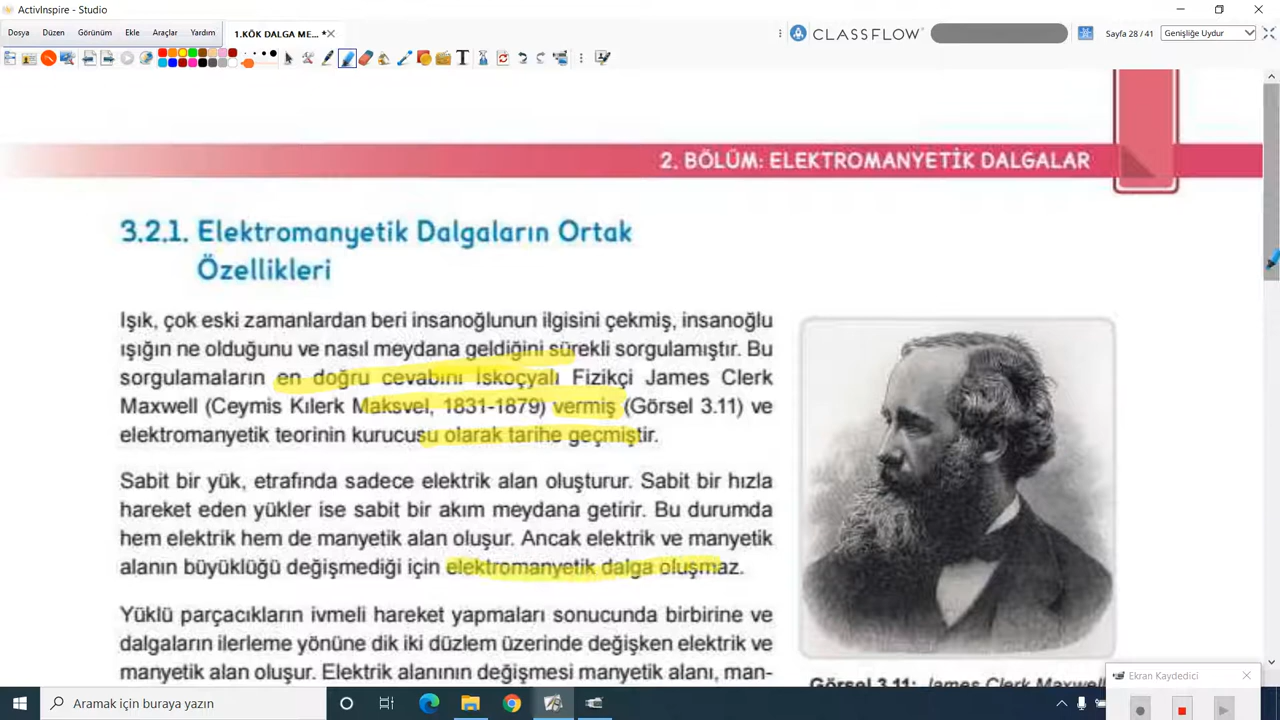 ActivInspire - Studio
Dosya Düzen Görünüm Ekle Araçlar Yardım
1.KÖK DALGA ME... *
CLASSFLOW
Sayfa 28 / 41
Genişliğe Uydur
2. BÖLÜM: ELEKTROMANYETİK DALGALAR
3.2.1. Elektromanyetik Dalgaların Ortak
Özellikleri
Işık, çok eski zamanlardan beri insanoğlunun ilgisini çekmiş, insanoğlu
ışığın ne olduğunu ve nasıl meydana geldiğini sürekli sorgulamıştır. Bu
sorgulamaların en doğru cevabını İskoçyalı Fizikçi James Clerk
Maxwell (Ceymis Kılerk Maksvel, 1831-1879) vermiş (Görsel 3.11) ve
elektromanyetik teorinin kurucusu olarak tarihe geçmiştir.
Sabit bir yük, etrafında sadece elektrik alan oluşturur. Sabit bir hızla
hareket eden yükler ise sabit bir akım meydana getirir. Bu durumda
hem elektrik hem de manyetik alan oluşur. Ancak elektrik ve manyetik
alanın büyüklüğü değişmediği için elektromanyetik dalga oluşmaz.
Yüklü parçacıkların ivmeli hareket yapmaları sonucunda birbirine ve
dalgaların ilerleme yönüne dik iki düzlem üzerinde değişken elektrik ve
manyetik alan oluşur. Elektrik alanının değişmesi manyetik alanı, man-
Görsel 3.11: James Clerk Maxwell
Ekran Kaydedici
Aramak için buraya yazın